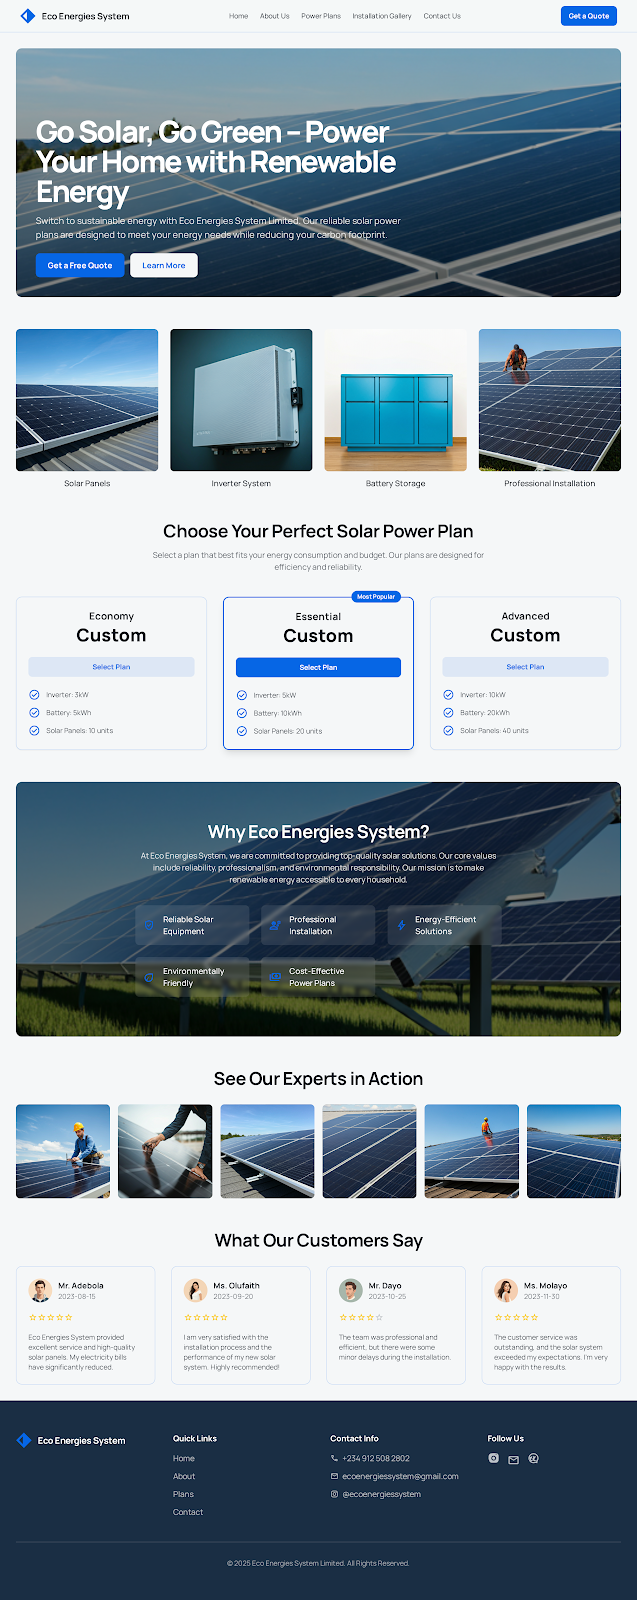 Eco Energies System
Home
About Us
Power Plans
Installation Gallery
Contact Us
Get a Quote
Go Solar, Go Green – Power
Your Home with Renewable
Energy
Switch to sustainable energy with Eco Energies System Limited. Our reliable solar power
plans are designed to meet your energy needs while reducing your carbon footprint.
Get a Free Quote
Learn More
Solar Panels
Inverter System
Battery Storage
Professional Installation
Choose Your Perfect Solar Power Plan
Select a plan that best fits your energy consumption and budget. Our plans are designed for
efficiency and reliability.
Economy
Custom
Select Plan
Inverter: 3kW
Battery: 5kWh
Solar Panels: 10 units
Most Popular
Essential
Custom
Select Plan
Inverter: 5kW
Battery: 10kWh
Solar Panels: 20 units
Advanced
Custom
Select Plan
Inverter: 10kW
Battery: 20kWh
Solar Panels: 40 units
Why Eco Energies System?
At Eco Energies System, we are committed to providing top-quality solar solutions. Our core values
include reliability, professionalism, and environmental responsibility. Our mission is to make
renewable energy accessible to every household.
Reliable Solar
Equipment
Professional
Installation
Energy-Efficient
Solutions
Environmentally
Friendly
Cost-Effective
Power Plans
See Our Experts in Action
What Our Customers Say
Mr. Adebola
2023-08-15
Eco Energies System provided
excellent service and high-quality
solar panels. My electricity bills
have significantly reduced.
Ms. Olufaith
2023-09-20
I am very satisfied with the
installation process and the
performance of my new solar
system. Highly recommended!
Mr. Dayo
2023-10-25
The team was professional and
efficient, but there were some
minor delays during the installation.
Ms. Molayo
2023-11-30
The customer service was
outstanding, and the solar system
exceeded my expectations. I'm very
happy with the results.
Eco Energies System
Quick Links
Home
About
Plans
Contact
Contact Info
+234 912 508 2802
ecoenergiessystem@gmail.com
@ecoenergiessystem
Follow Us
© 2025 Eco Energies System Limited. All Rights Reserved.